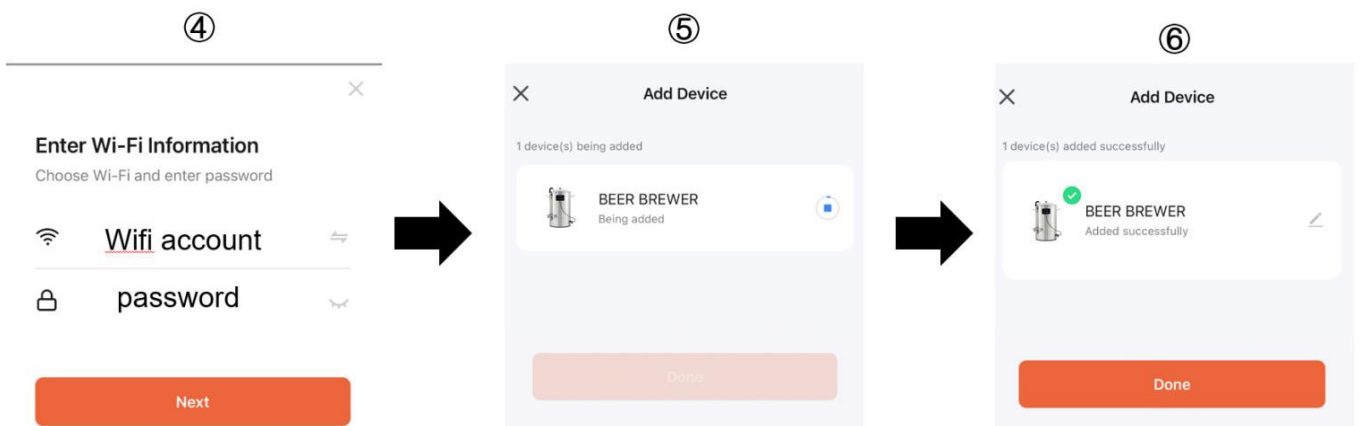 ④
Enter Wi-Fi Information
Choose Wi-Fi and enter password
Wifi account
password
Next
⑤
Add Device
1 device(s) being added
BEER BREWER
Being added
Done
⑥
Add Device
1 device(s) added successfully
BEER BREWER
Added successfully
Done